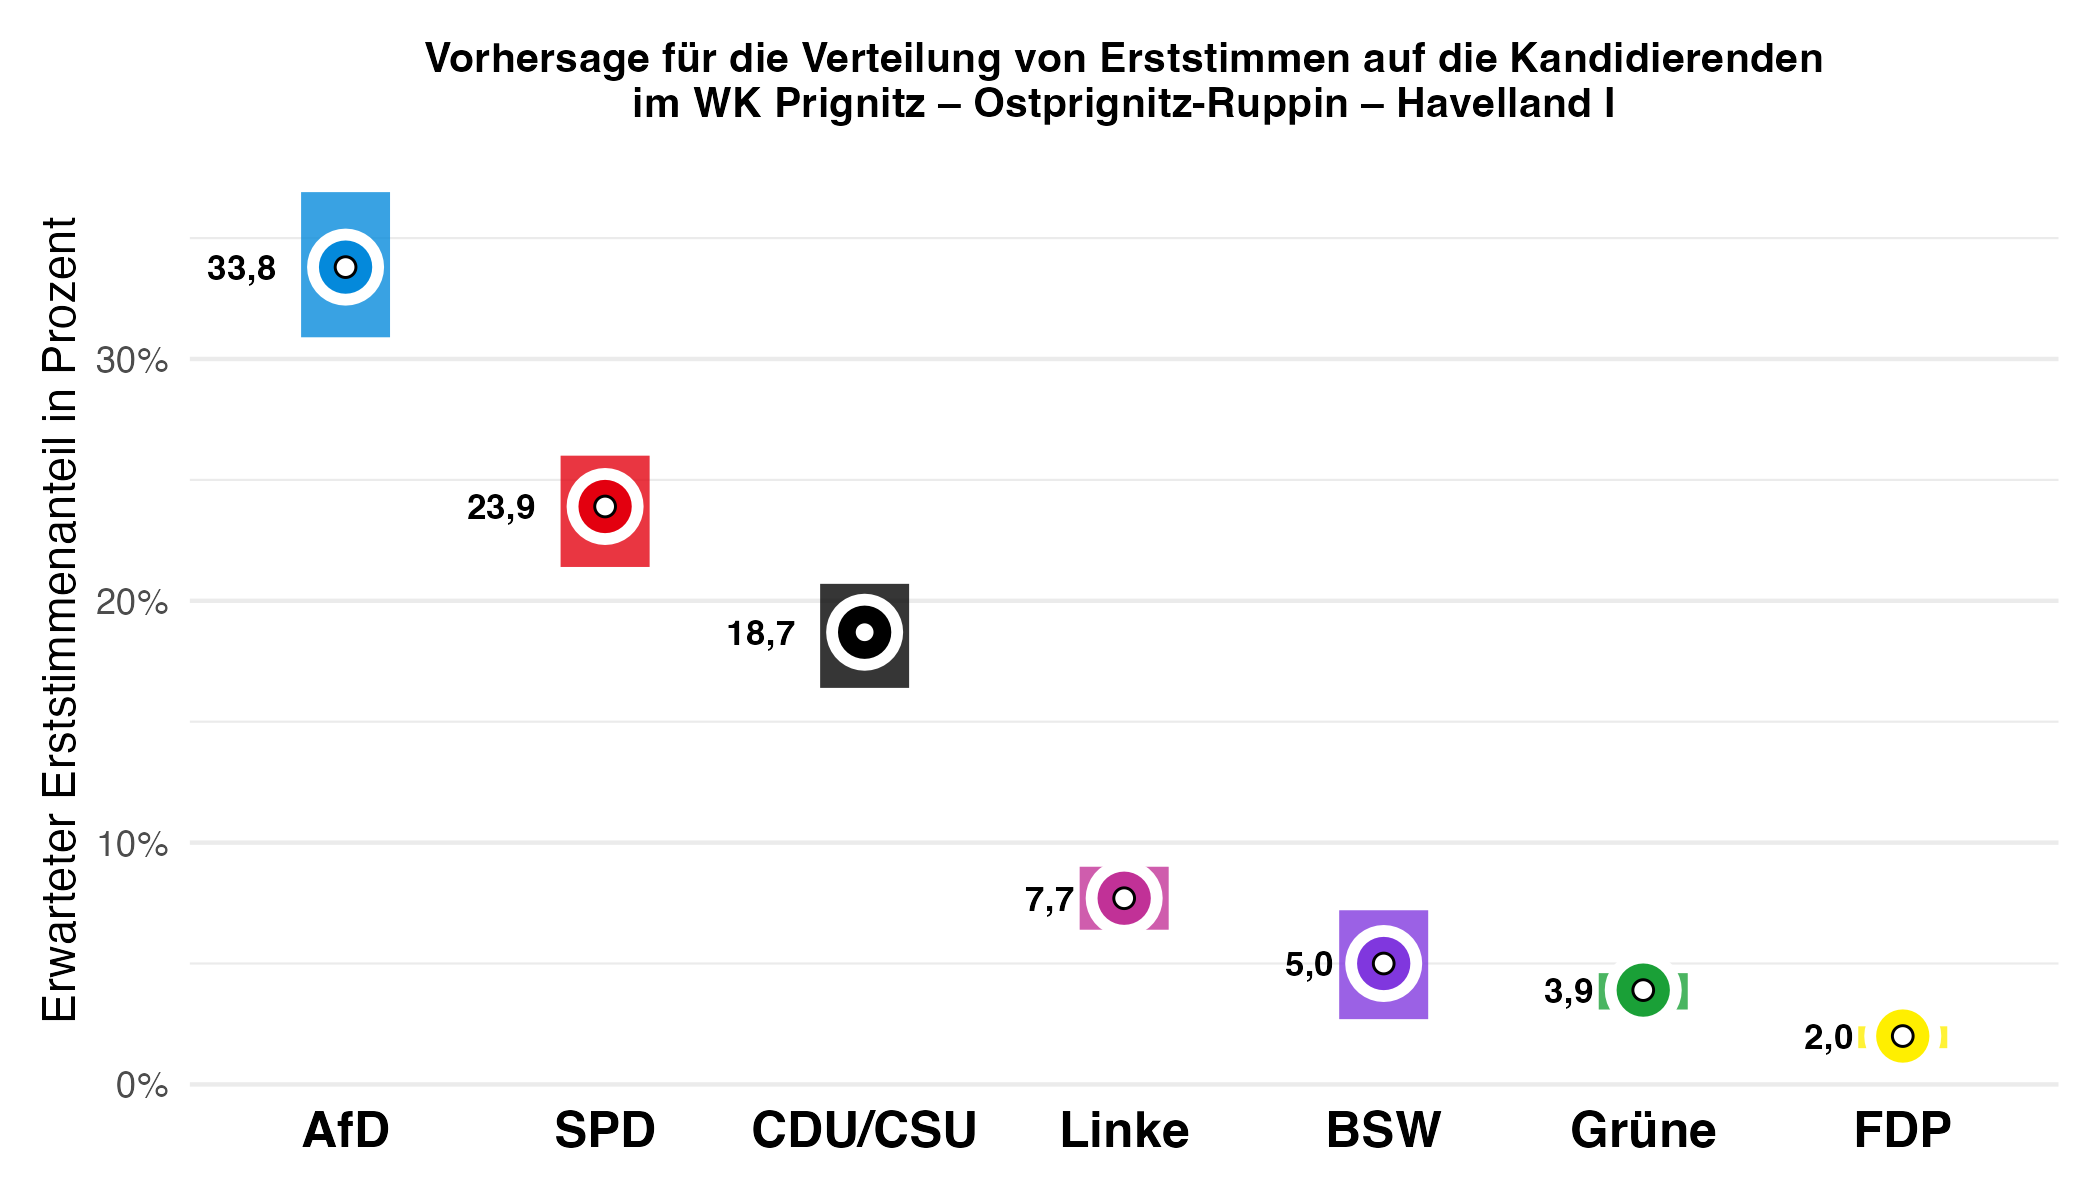 Vorhersage für die Verteilung von Erststimmen auf die Kandidierenden
im WK Prignitz – Ostprignitz-Ruppin – Havelland I
Erwarteter Erststimmenanteil in Prozent
33,8
30%
23,9
20%
18,7
10%
7,7
5,0
3,9
2,0
0%
AfD
SPD
CDU/CSU
Linke
BSW
Grüne
FDP